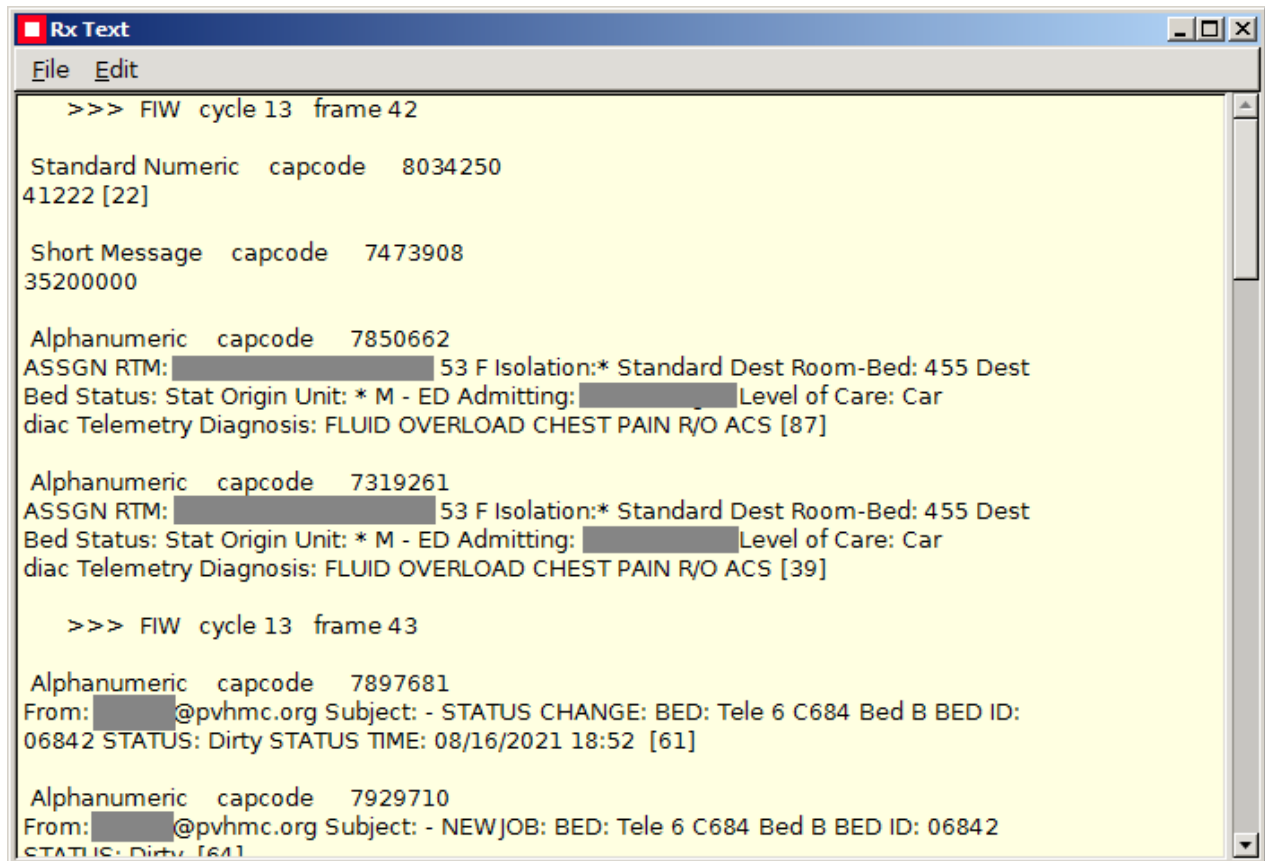 Rx Text
File Edit
>>> FIW cycle 13 frame 42
Standard Numeric capcode 8034250
41222 [22]
Short Message capcode 7473908
35200000
Alphanumeric capcode 7850662
ASSGN RTM: 53 F Isolation:* Standard Dest Room-Bed: 455 Dest
Bed Status: Stat Origin Unit: * M - ED Admitting: Level of Care: Car
diac Telemetry Diagnosis: FLUID OVERLOAD CHEST PAIN R/O ACS [87]
Alphanumeric capcode 7319261
ASSGN RTM: 53 F Isolation:* Standard Dest Room-Bed: 455 Dest
Bed Status: Stat Origin Unit: * M - ED Admitting: Level of Care: Car
diac Telemetry Diagnosis: FLUID OVERLOAD CHEST PAIN R/O ACS [39]
>>> FIW cycle 13 frame 43
Alphanumeric capcode 7897681
From: @pvhmc.org Subject: - STATUS CHANGE: BED: Tele 6 C684 Bed B BED ID:
06842 STATUS: Dirty STATUS TIME: 08/16/2021 18:52 [61]
Alphanumeric capcode 7929710
From: @pvhmc.org Subject: - NEW JOB: BED: Tele 6 C684 Bed B BED ID: 06842
STATUS: Dirty [64]